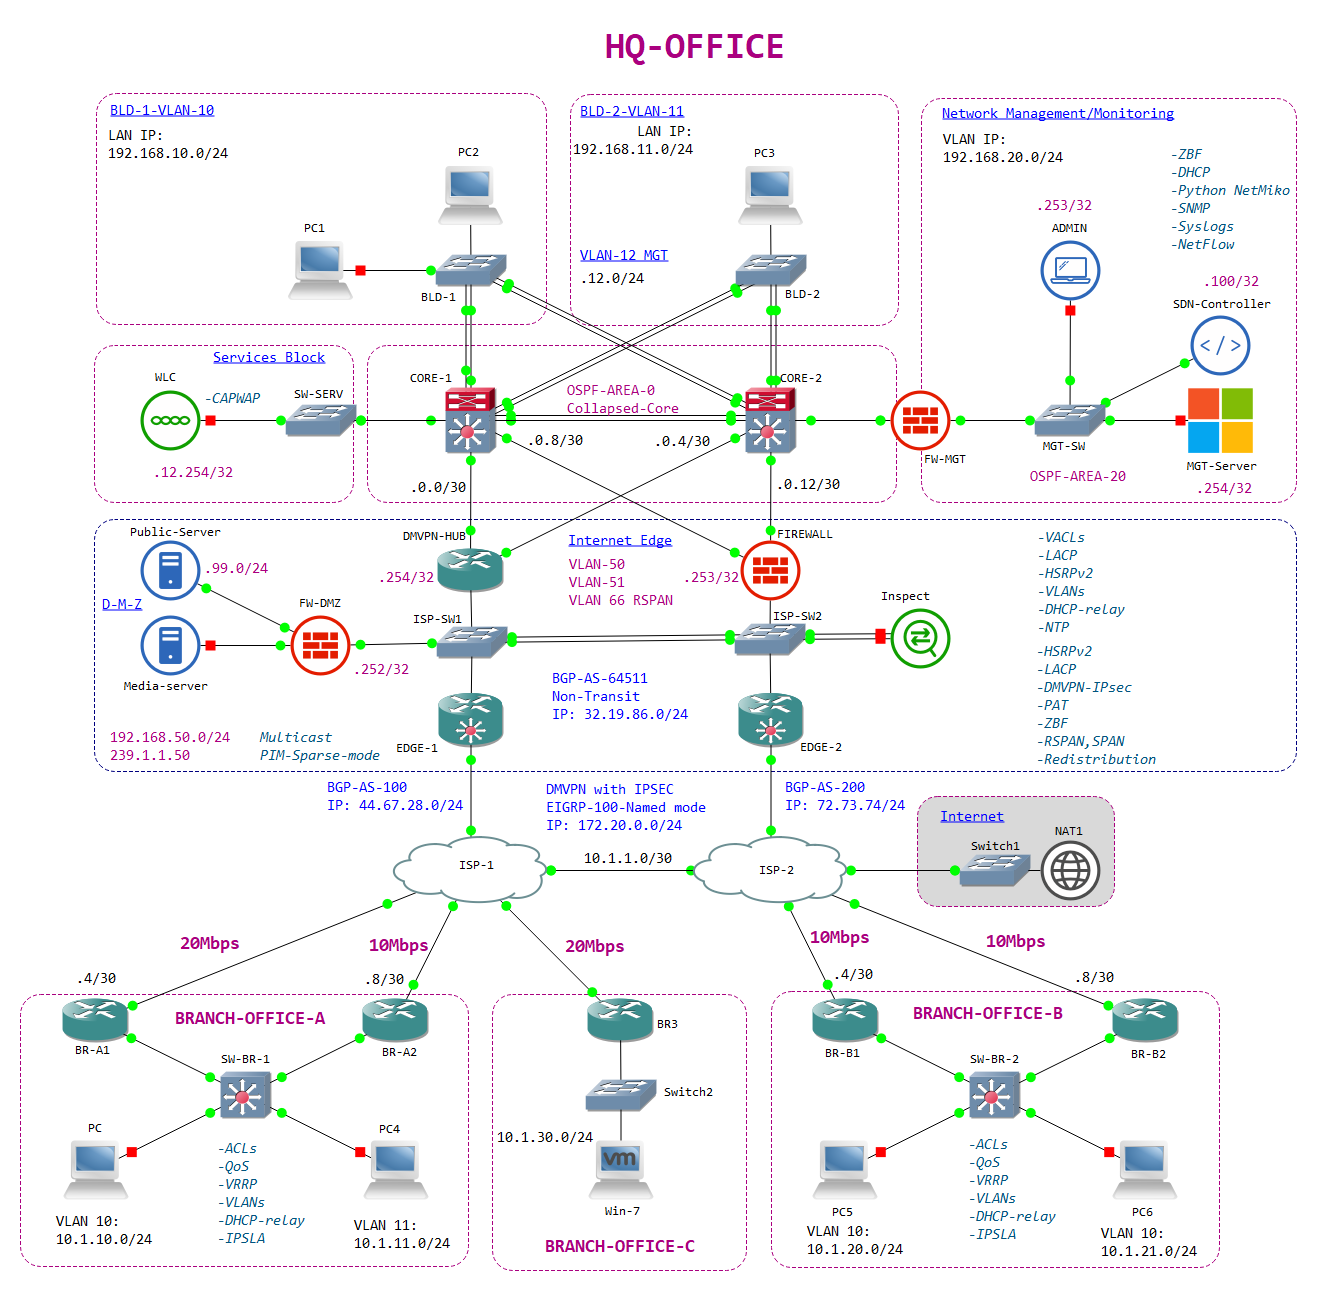 HQ-OFFICE
BLD-1-VLAN-10
LAN IP:
192.168.10.0/24
PC2
PC1
BLD-1
BLD-2-VLAN-11
LAN IP:
192.168.11.0/24
PC3
VLAN-12 MGT
.12.0/24
BLD-2
Network Management/Monitoring
VLAN IP:
192.168.20.0/24
-ZBF
-DHCP
-Python NetMiko
-SNMP
-Syslogs
-NetFlow
.253/32
ADMIN
.100/32
SDN-Controller
</>
MGT-SW
MGT-Server
.254/32
OSPF-AREA-20
FW-MGT
Services Block
WLC
-CAPWAP
SW-SERV
.12.254/32
CORE-1
OSPF-AREA-0
Collapsed-Core
CORE-2
.0.8/30
.0.4/30
.0.0/30
.0.12/30
Public-Server
.99.0/24
D-M-Z
FW-DMZ
Media-server
.252/32
192.168.50.0/24
239.1.1.50
Multicast
PIM-Sparse-mode
DMVPN-HUB
.254/32
Internet Edge
VLAN-50
VLAN-51
VLAN 66 RSPAN
FIREWALL
.253/32
ISP-SW1
ISP-SW2
Inspect
BGP-AS-64511
Non-Transit
IP: 32.19.86.0/24
EDGE-1
EDGE-2
-VACLs
-LACP
-HSRPv2
-VLANs
-DHCP-relay
-NTP
-HSRPv2
-LACP
-DMVPN-IPsec
-PAT
-ZBF
-RSPAN,SPAN
-Redistribution
BGP-AS-100
IP: 44.67.28.0/24
DMVPN with IPSEC
EIGRP-100-Named mode
IP: 172.20.0.0/24
BGP-AS-200
IP: 72.73.74/24
ISP-1
10.1.1.0/30
ISP-2
Internet
Switch1
NAT1
20Mbps
10Mbps
20Mbps
10Mbps
10Mbps
.4/30
.8/30
.4/30
.8/30
BRANCH-OFFICE-A
BR-A1
BR-A2
SW-BR-1
PC
PC4
-ACLs
-QoS
-VRRP
-VLANs
-DHCP-relay
-IPSLA
VLAN 10:
10.1.10.0/24
VLAN 11:
10.1.11.0/24
BR3
Switch2
10.1.30.0/24
vm
Win-7
BRANCH-OFFICE-C
BRANCH-OFFICE-B
BR-B1
BR-B2
SW-BR-2
-ACLs
-QoS
-VRRP
-VLANs
-DHCP-relay
-IPSLA
PC5
VLAN 10:
10.1.20.0/24
PC6
VLAN 10:
10.1.21.0/24